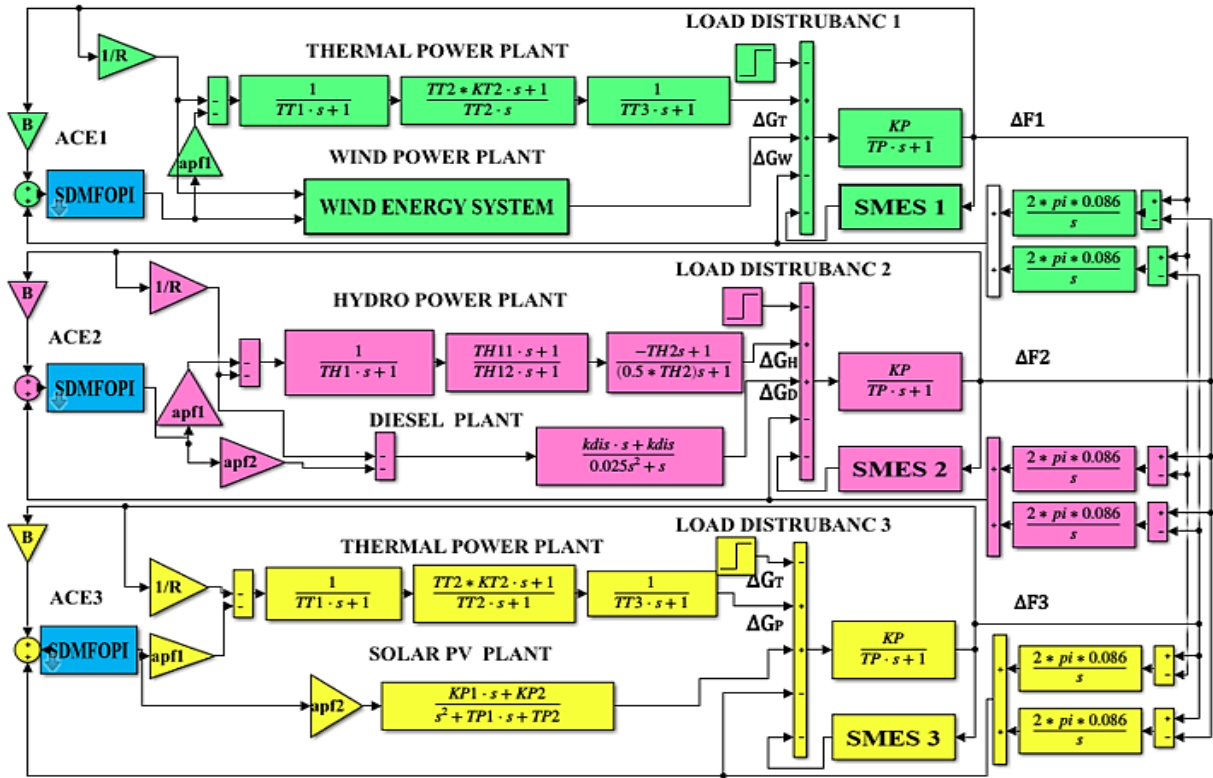 LOAD DISTRUBANC 1
THERMAL POWER PLANT
1/R
1
TT1 · s + 1
TT2 * KT2 · s + 1
TT2 · s
1
TT3 · s + 1
B
ACE1
apf1
ΔGT
KP
TP · s + 1
ΔF1
WIND POWER PLANT
ΔGW
SDMFOPI
WIND ENERGY SYSTEM
SMES 1
2 * pi * 0.086
s
2 * pi * 0.086
s
LOAD DISTRUBANC 2
HYDRO POWER PLANT
B
1/R
ACE2
1
TH1 · s + 1
TH11 · s + 1
TH12 · s + 1
−TH2s + 1
(0.5 * TH2)s + 1
ΔGH
ΔGD
KP
TP · s + 1
ΔF2
SDMFOPI
apf1
DIESEL PLANT
apf2
kdis · s + kdis
0.025s² + s
SMES 2
2 * pi * 0.086
s
2 * pi * 0.086
s
LOAD DISTRUBANC 3
THERMAL POWER PLANT
B
1/R
ACE3
1
TT1 · s + 1
TT2 * KT2 · s + 1
TT2 · s + 1
1
TT3 · s + 1
ΔGT
ΔGP
ΔF3
SDMFOPI
apf1
SOLAR PV PLANT
KP
TP · s + 1
2 * pi * 0.086
s
apf2
KP1 · s + KP2
s² + TP1 · s + TP2
SMES 3
2 * pi * 0.086
s